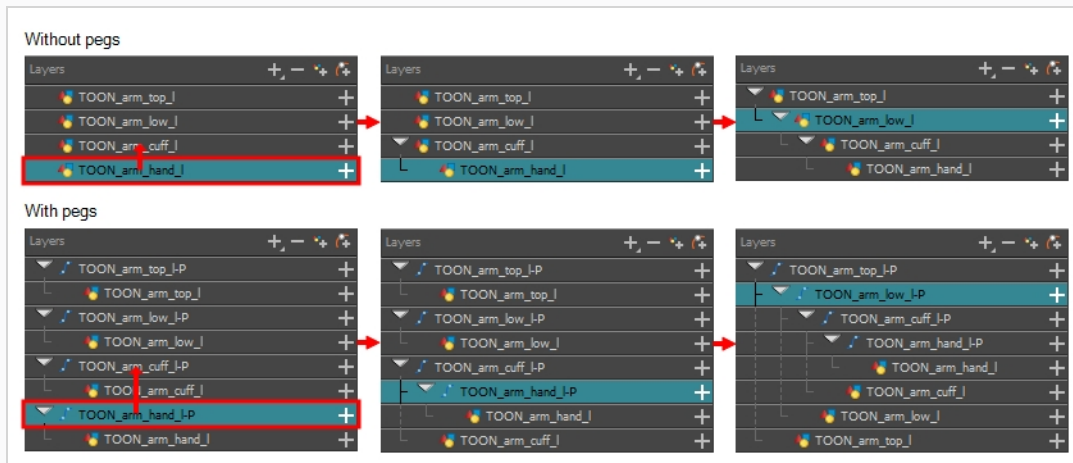 Without pegs
Layers
TOON_arm_top_l
TOON_arm_low_l
TOON_arm_cuff_l
TOON_arm_hand_l
Layers
TOON_arm_top_l
TOON_arm_low_l
TOON_arm_cuff_l
TOON_arm_hand_l
Layers
TOON_arm_top_l
TOON_arm_low_l
TOON_arm_cuff_l
TOON_arm_hand_l
With pegs
Layers
TOON_arm_top_l-P
TOON_arm_top_l
TOON_arm_low_l-P
TOON_arm_low_l
TOON_arm_cuff_l-P
TOON_arm_cuff_l
TOON_arm_hand_l-P
TOON_arm_hand_l
Layers
TOON_arm_top_l-P
TOON_arm_top_l
TOON_arm_low_l-P
TOON_arm_low_l
TOON_arm_cuff_l-P
TOON_arm_hand_l-P
TOON_arm_hand_l
TOON_arm_cuff_l
Layers
TOON_arm_top_l-P
TOON_arm_low_l-P
TOON_arm_cuff_l-P
TOON_arm_hand_l-P
TOON_arm_hand_l
TOON_arm_cuff_l
TOON_arm_low_l
TOON_arm_top_l